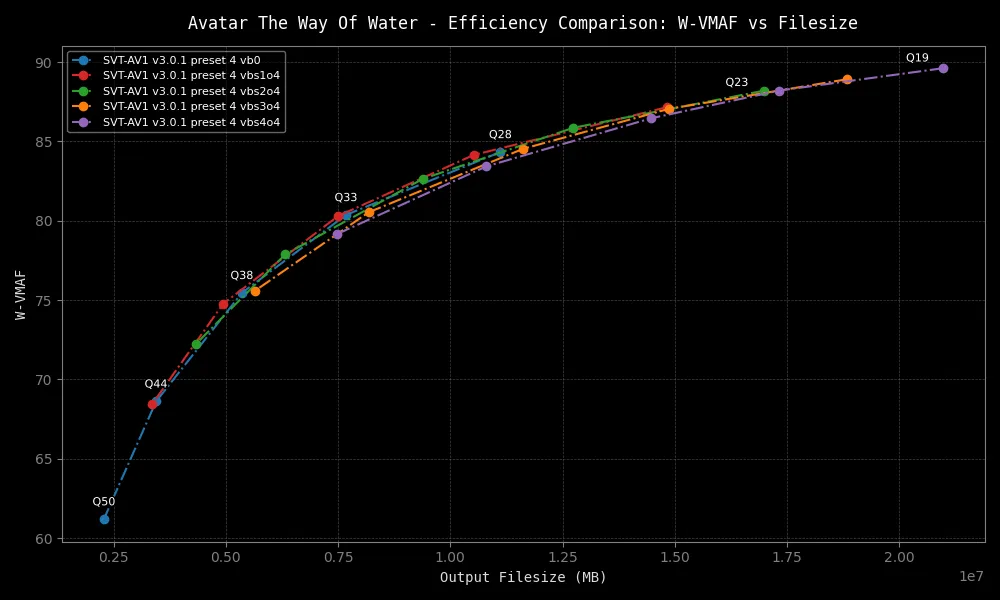 Avatar The Way Of Water - Efficiency Comparison: W-VMAF vs Filesize
SVT-AV1 v3.0.1 preset 4 vb0
SVT-AV1 v3.0.1 preset 4 vbs1o4
SVT-AV1 v3.0.1 preset 4 vbs2o4
SVT-AV1 v3.0.1 preset 4 vbs3o4
SVT-AV1 v3.0.1 preset 4 vbs4o4
Q19
Q23
Q28
Q33
Q38
Q44
Q50
W-VMAF
90
85
80
75
70
65
60
0.25 0.50 0.75 1.00 1.25 1.50 1.75 2.00
1e7
Output Filesize (MB)